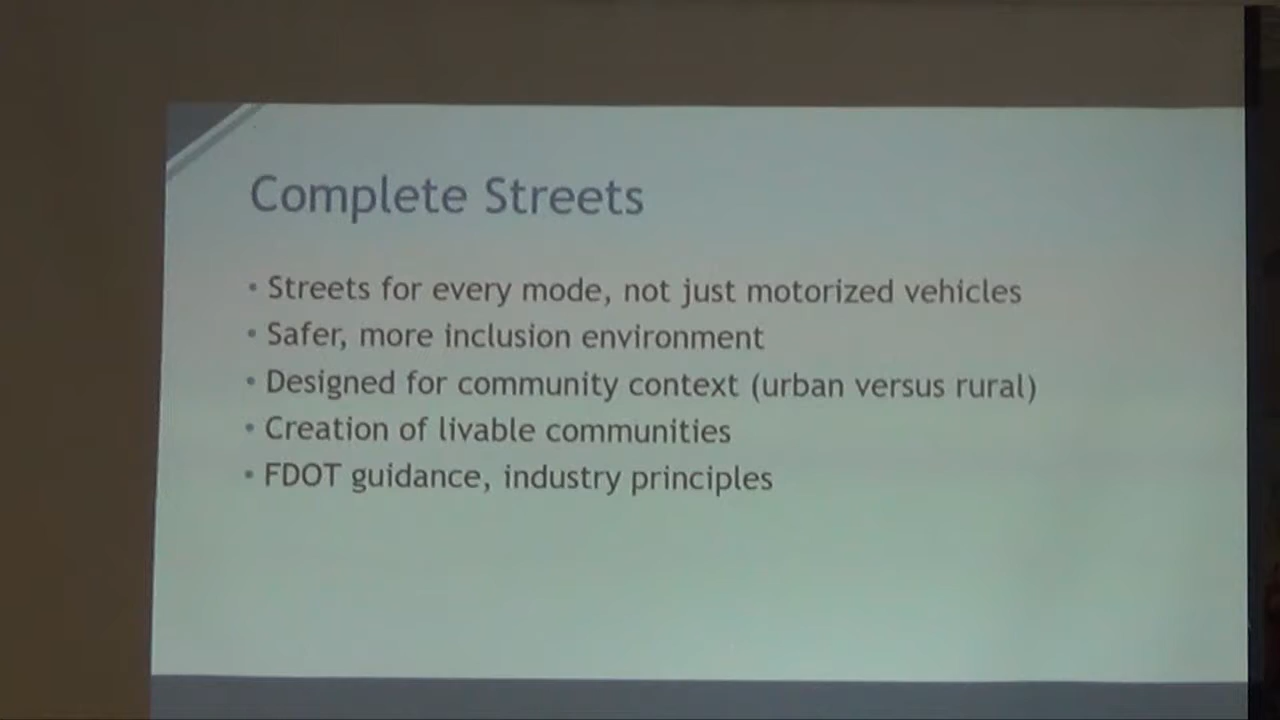 Complete Streets
• Streets for every mode, not just motorized vehicles
• Safer, more inclusion environment
• Designed for community context (urban versus rural)
• Creation of livable communities
• FDOT guidance, industry principles